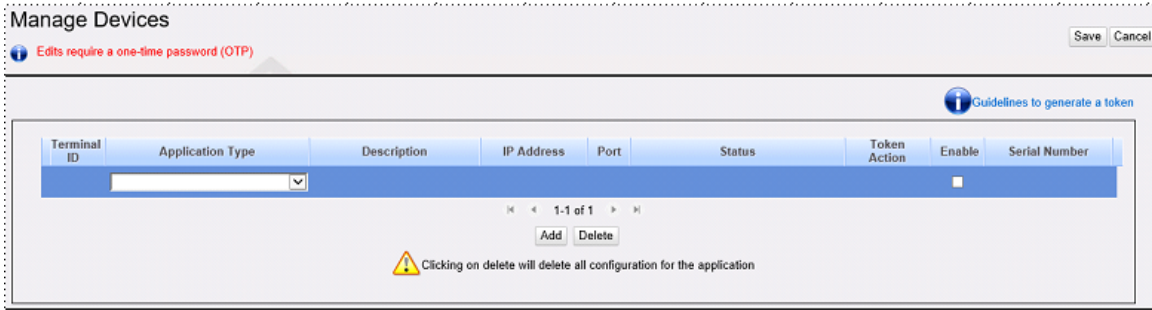 Manage Devices
Save Cancel
Edits require a one-time password (OTP)
Guidelines to generate a token
Terminal ID Application Type Description IP Address Port Status Token Action Enable Serial Number
1-1 of 1
Add Delete
Clicking on delete will delete all configuration for the application